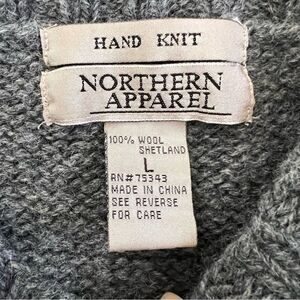 HAND KNIT
NORTHERN
APPAREL
100% WOOL
SHETLAND
L
RN#75343
MADE IN CHINA
SEE REVERSE
FOR CARE